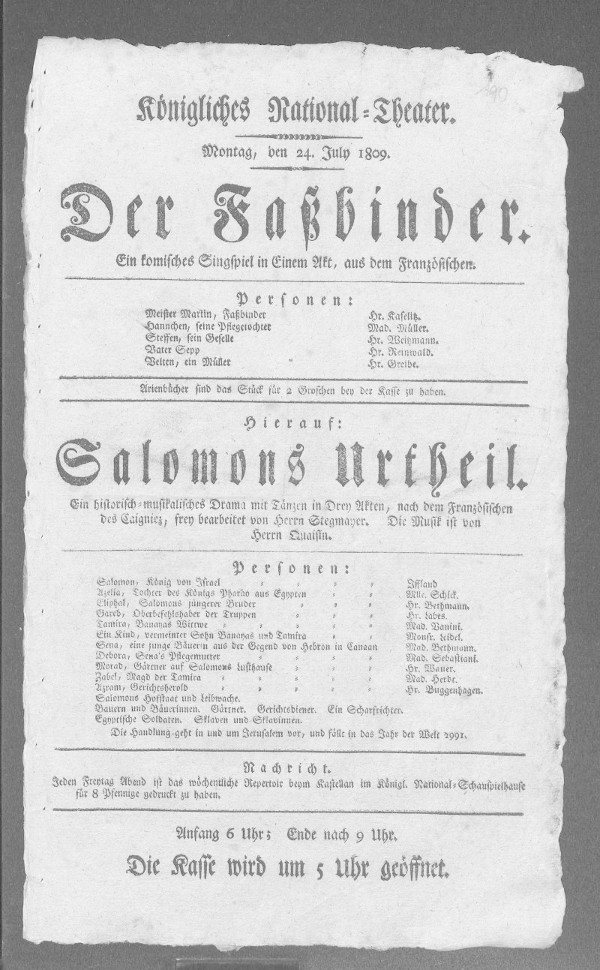 Königliches National-Theater.
Montag, den 24. July 1809.
Der Faßbinder.
Ein komisches Singspiel in Einem Akt, aus dem Französischen.
Personen:
Meister Martin, Faßbinder Hr. Kaselitz.
Hannchen, seine Pflegetochter Mad. Müller.
Steffen, sein Geselle Hr. Weitzmann.
Vater Sepp Hr. Reinwald.
Velten, ein Müller Hr. Greibe.
Arienbücher sind das Stück für 2 Groschen bey der Kasse zu haben.
Hierauf:
Salomons Urtheil.
Ein historisch-musikalisches Drama mit Tänzen in Drey Akten, nach dem Französischen
des Caigniez, frey bearbeitet von Herrn Stegmayer. Die Musik ist von
Herrn Quaisin.
Personen:
Salomon, König von Israel Iffland
Azelia, Tochter des Königs Pharao aus Egypten Mlle. Schick.
Eliphal, Salomons jüngerer Bruder Hr. Bethmann.
Gareb, Oberbefehlshaber der Truppen Hr. Labes.
Tamira, Bananas Wittwe Mad. Vanini.
Ein Kind, vermeinter Sohn Bananas und Tamira Monsr. Leidel.
Sena, eine junge Bäuerin aus der Gegend von Hebron in Canaan Mad. Bethmann.
Debora, Sena's Pflegemutter Mad. Sebastiani.
Morad, Gärtner auf Salomons Lusthause Hr. Wauer.
Zabel, Magd der Tamira Mad. Herdt.
Azram, Gerichtsherold Hr. Buggenhagen.
Salomons Hofstaat und Leibwache.
Bauern und Bäuerinnen. Gärtner. Gerichtsdiener. Ein Scharfrichter.
Egyptische Soldaten. Sklaven und Sklavinnen.
Die Handlung geht in und um Jerusalem vor, und fällt in das Jahr der Welt 2991.
Nachricht.
Jeden Freytag Abend ist das wöchentliche Repertoir beym Kastellan im Königl. National-Schauspielhause
für 8 Pfennige gedruckt zu haben.
Anfang 6 Uhr; Ende nach 9 Uhr.
Die Kasse wird um 5 Uhr geöffnet.